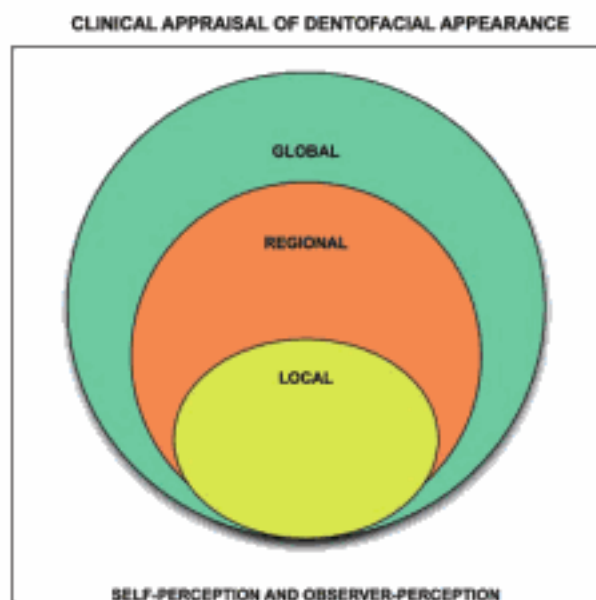 CLINICAL APPRAISAL OF DENTOFACIAL APPEARANCE
GLOBAL
REGIONAL
LOCAL
SELF-PERCEPTION AND OBSERVER-PERCEPTION